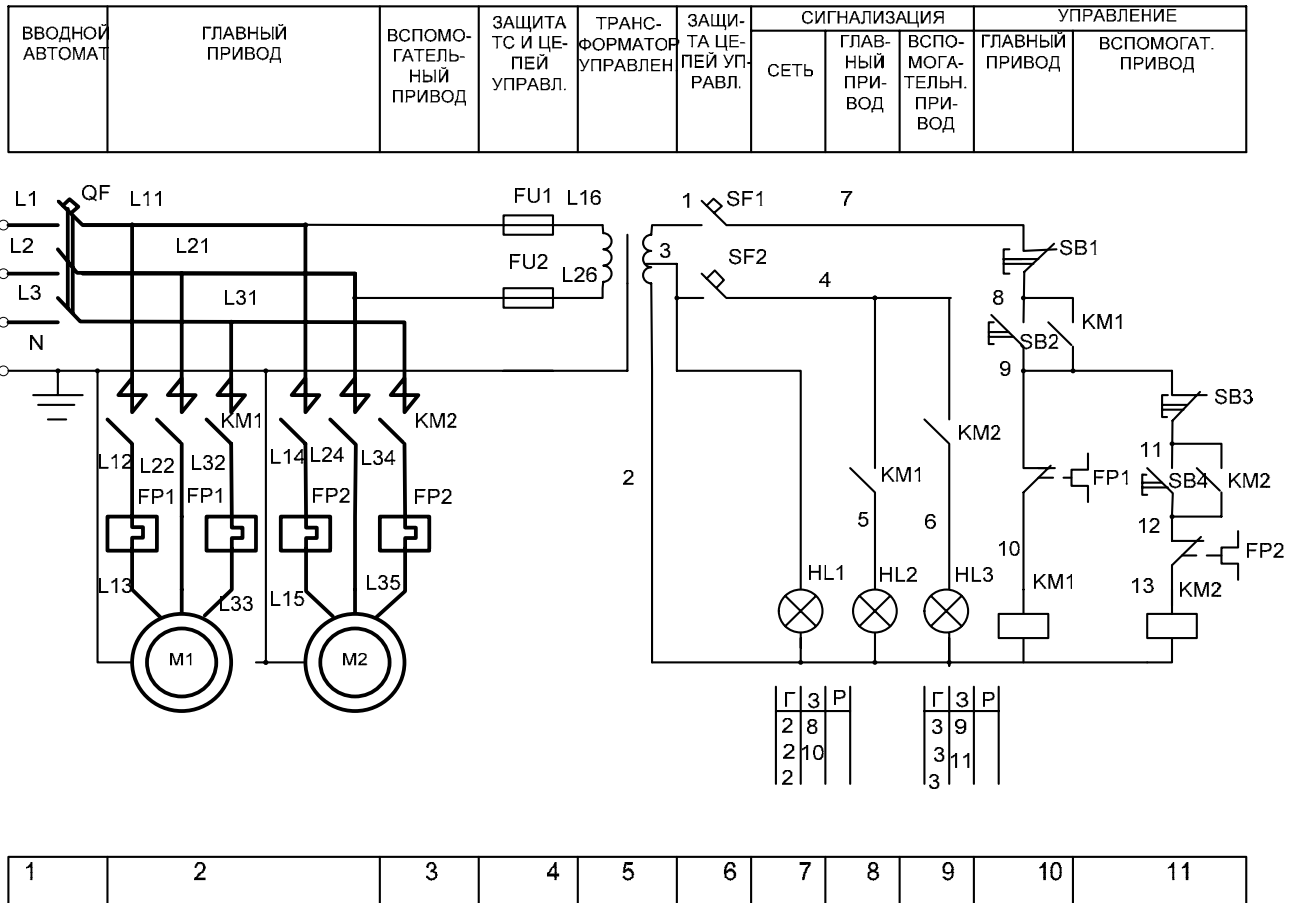 ВВОДНОЙ
АВТОМАТ
ГЛАВНЫЙ
ПРИВОД
ВСПОМО-
ГАТЕЛЬ-
НЫЙ
ПРИВОД
ЗАЩИТА
ТС И ЦЕ-
ПЕЙ
УПРАВЛ.
ТРАНС-
ФОРМАТОР
УПРАВЛЕН
ЗАЩИ-
ТА ЦЕ-
ПЕЙ УП-
РАВЛ.
СИГНАЛИЗАЦИЯ
СЕТЬ
ГЛАВ-
НЫЙ
ПРИ-
ВОД
ВСПО-
МОГА-
ТЕЛЬН.
ПРИ-
ВОД
УПРАВЛЕНИЕ
ГЛАВНЫЙ
ПРИВОД
ВСПОМОГАТ.
ПРИВОД
L1
QF
L11
FU1
L16
1
SF1
7
L2
L21
FU2
L26
3
SF2
4
SB1
L3
L31
8
KM1
N
SB2
9
KM1
KM2
SB3
KM2
L12
L22
L32
L14
L24
L34
11
2
KM1
FP1
SB4
KM2
FP1
FP1
FP2
FP2
5
6
12
10
FP2
L13
L33
L15
L35
HL1
HL2
HL3
KM1
13
KM2
M1
M2
Г З Р
2 8
2 10
2
Г З Р
3 9
3 11
3
1 2 3 4 5 6 7 8 9 10 11